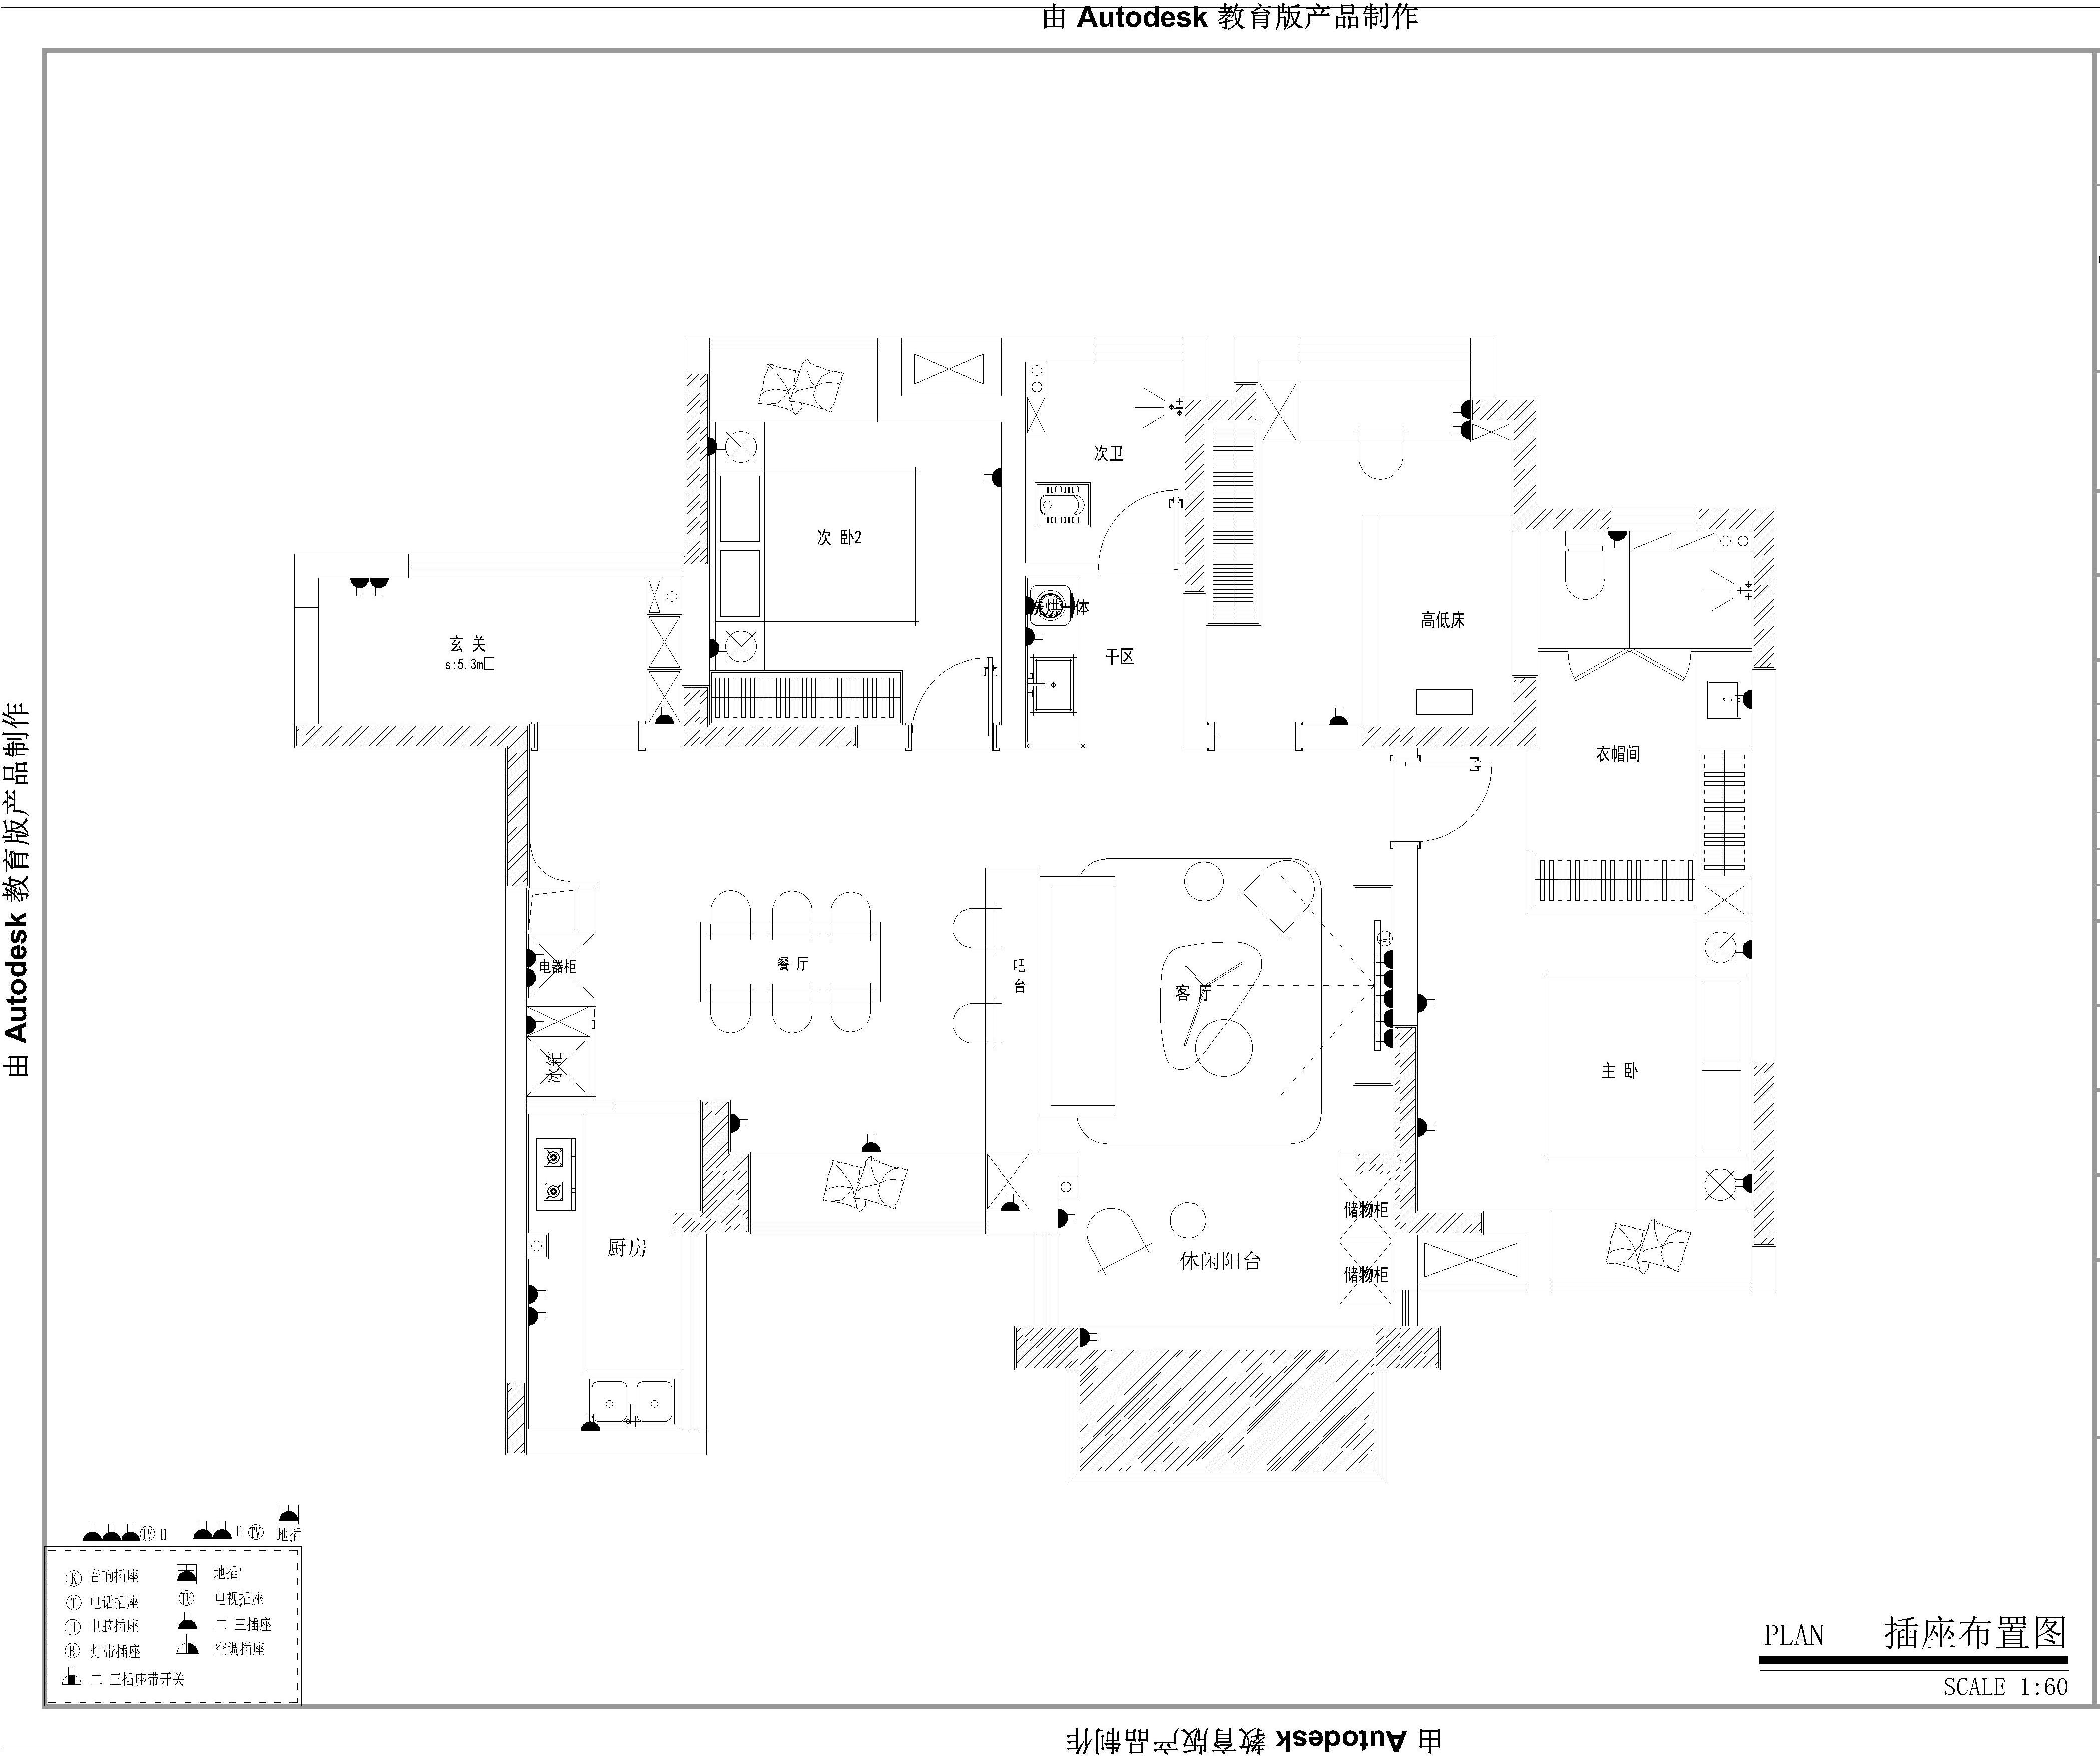 由 Autodesk 教育版产品制作
次卫
次 卧2
洗烘一体
高低床
玄 关
s:5.3m□
干区
衣帽间
餐 厅
电器柜
吧
台
客 厅
TV
冰箱
主 卧
储物柜
厨房
休闲阳台
储物柜
由 Autodesk 教育版产品制作
TV H
H TV
地插
K 音响插座
地插'
T 电话插座
TV 电视插座
H 电脑插座
二 三插座
B 灯带插座
空调插座
二 三插座带开关
PLAN 插座布置图
SCALE 1:60
由 Autodesk 教育版产品制作